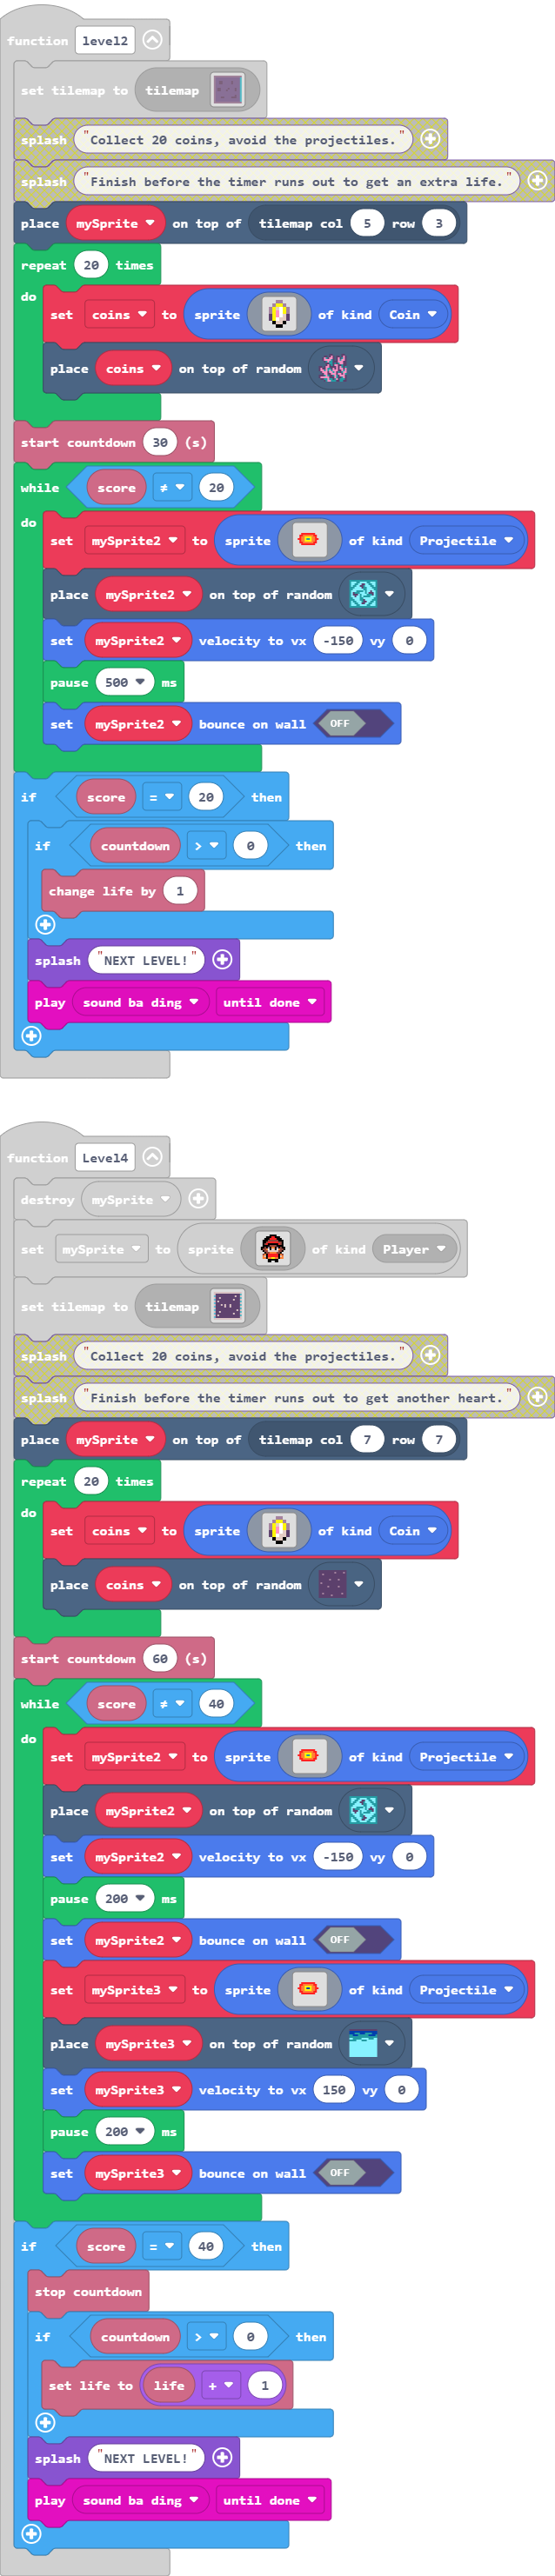 function level2
set tilemap to tilemap
splash "Collect 20 coins, avoid the projectiles."
splash "Finish before the timer runs out to get an extra life."
place mySprite on top of tilemap col 5 row 3
repeat 20 times
do
set coins to sprite of kind Coin
place coins on top of random
start countdown 30 (s)
while score ≠ 20
do
set mySprite2 to sprite of kind Projectile
place mySprite2 on top of random
set mySprite2 velocity to vx -150 vy 0
pause 500 ms
set mySprite2 bounce on wall OFF
if score = 20 then
if countdown > 0 then
change life by 1
splash "NEXT LEVEL!"
play sound ba ding until done
function Level4
destroy mySprite
set mySprite to sprite of kind Player
set tilemap to tilemap
splash "Collect 20 coins, avoid the projectiles."
splash "Finish before the timer runs out to get another heart."
place mySprite on top of tilemap col 7 row 7
repeat 20 times
do
set coins to sprite of kind Coin
place coins on top of random
start countdown 60 (s)
while score ≠ 40
do
set mySprite2 to sprite of kind Projectile
place mySprite2 on top of random
set mySprite2 velocity to vx -150 vy 0
pause 200 ms
set mySprite2 bounce on wall OFF
set mySprite3 to sprite of kind Projectile
place mySprite3 on top of random
set mySprite3 velocity to vx 150 vy 0
pause 200 ms
set mySprite3 bounce on wall OFF
if score = 40 then
stop countdown
if countdown > 0 then
set life to life + 1
splash "NEXT LEVEL!"
play sound ba ding until done